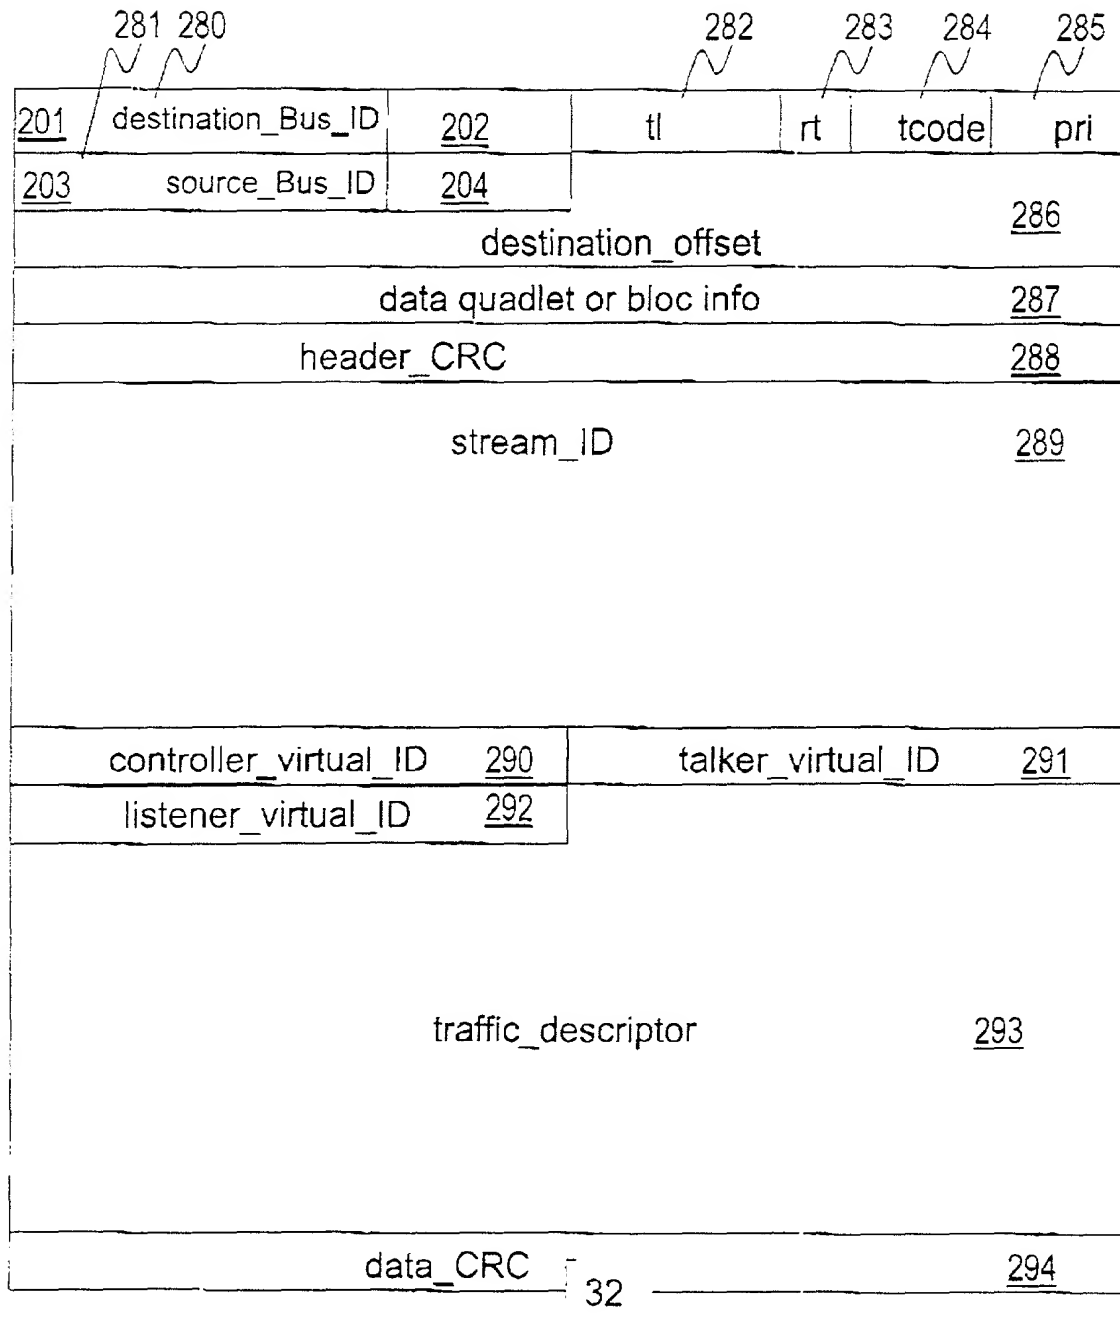 281 280 282 283 284 285
201 destination_Bus_ID 202 tl rt tcode pri
203 source_Bus_ID 204
286
destination_offset
data quadlet or bloc info 287
header_CRC 288
stream_ID 289
controller_virtual_ID 290 talker_virtual_ID 291
listener_virtual_ID 292
traffic_descriptor 293
data_CRC 294
32